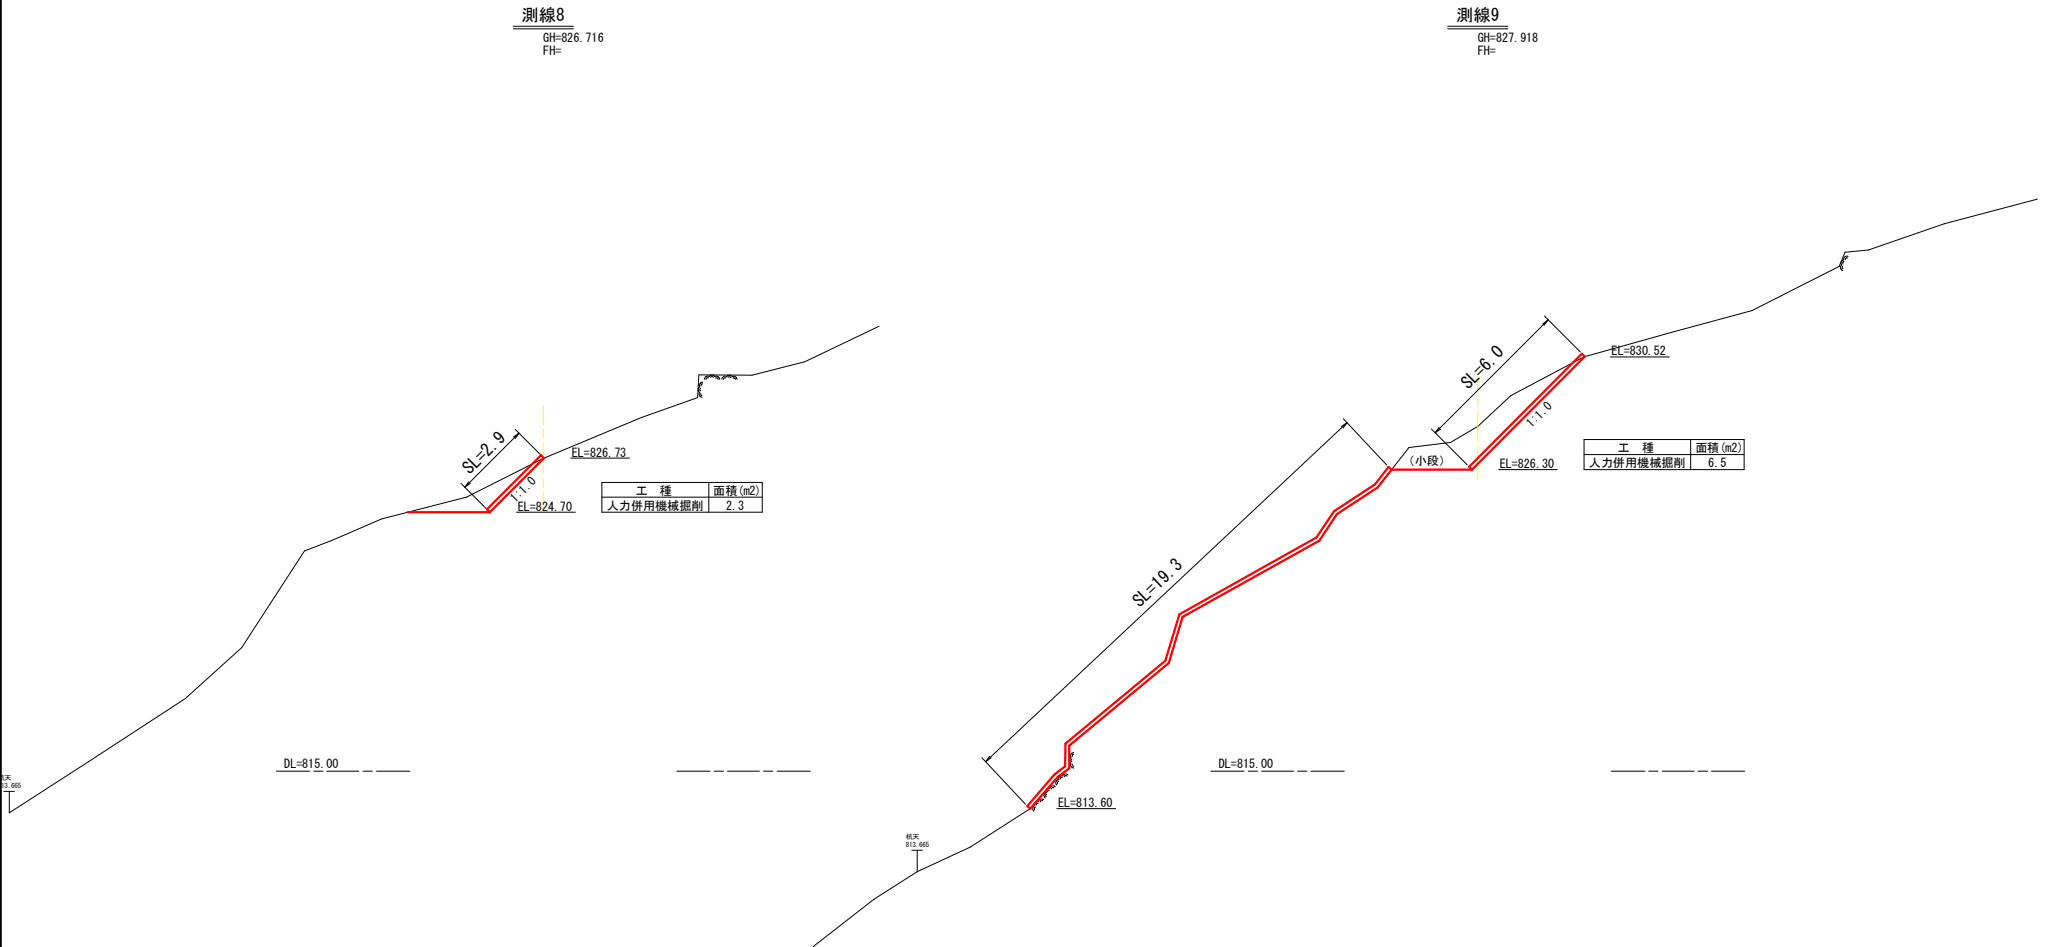 測線8
GH=826.716
FH=
SL=2.9
1:1.0
EL=826.73
EL=824.70
工 種 面積(m2)
人力併用機械掘削 2.3
DL=815.00
杭天
13.665
測線9
GH=827.918
FH=
SL=6.0
1:1.0
EL=830.52
(小段)
EL=826.30
工 種 面積(m2)
人力併用機械掘削 6.5
SL=19.3
DL=815.00
EL=813.60
杭天
813.665